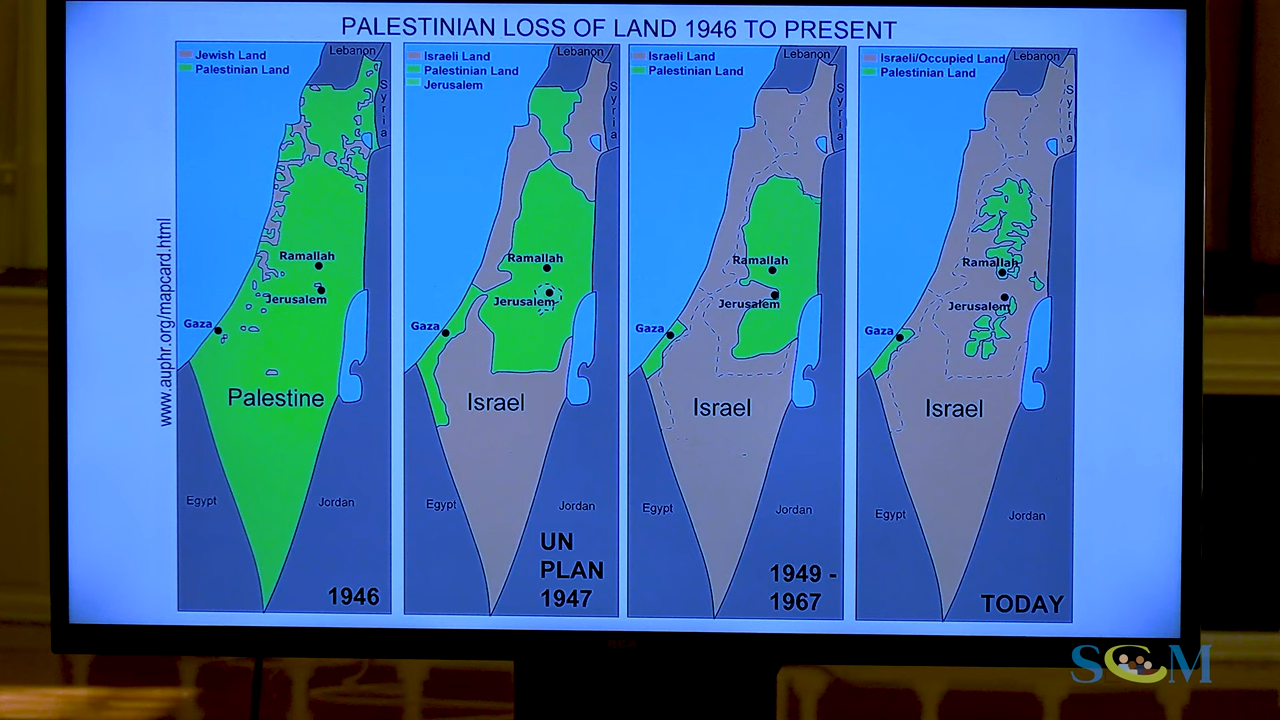 PALESTINIAN LOSS OF LAND 1946 TO PRESENT
www.auphr.org/mapcard.html
Jewish Land
Palestinian Land
Lebanon
Syria
Ramallah
Jerusalem
Gaza
Palestine
Egypt
Jordan
1946
Israeli Land
Palestinian Land
Jerusalem
Lebanon
Syria
Ramallah
Jerusalem
Gaza
Israel
Egypt
Jordan
UN
PLAN
1947
Israeli Land
Palestinian Land
Lebanon
Syria
Ramallah
Jerusalem
Gaza
Israel
Egypt
Jordan
1949 -
1967
Israeli/Occupied Land
Palestinian Land
Lebanon
Syria
Ramallah
Jerusalem
Gaza
Israel
Egypt
Jordan
TODAY
RCA
SCM